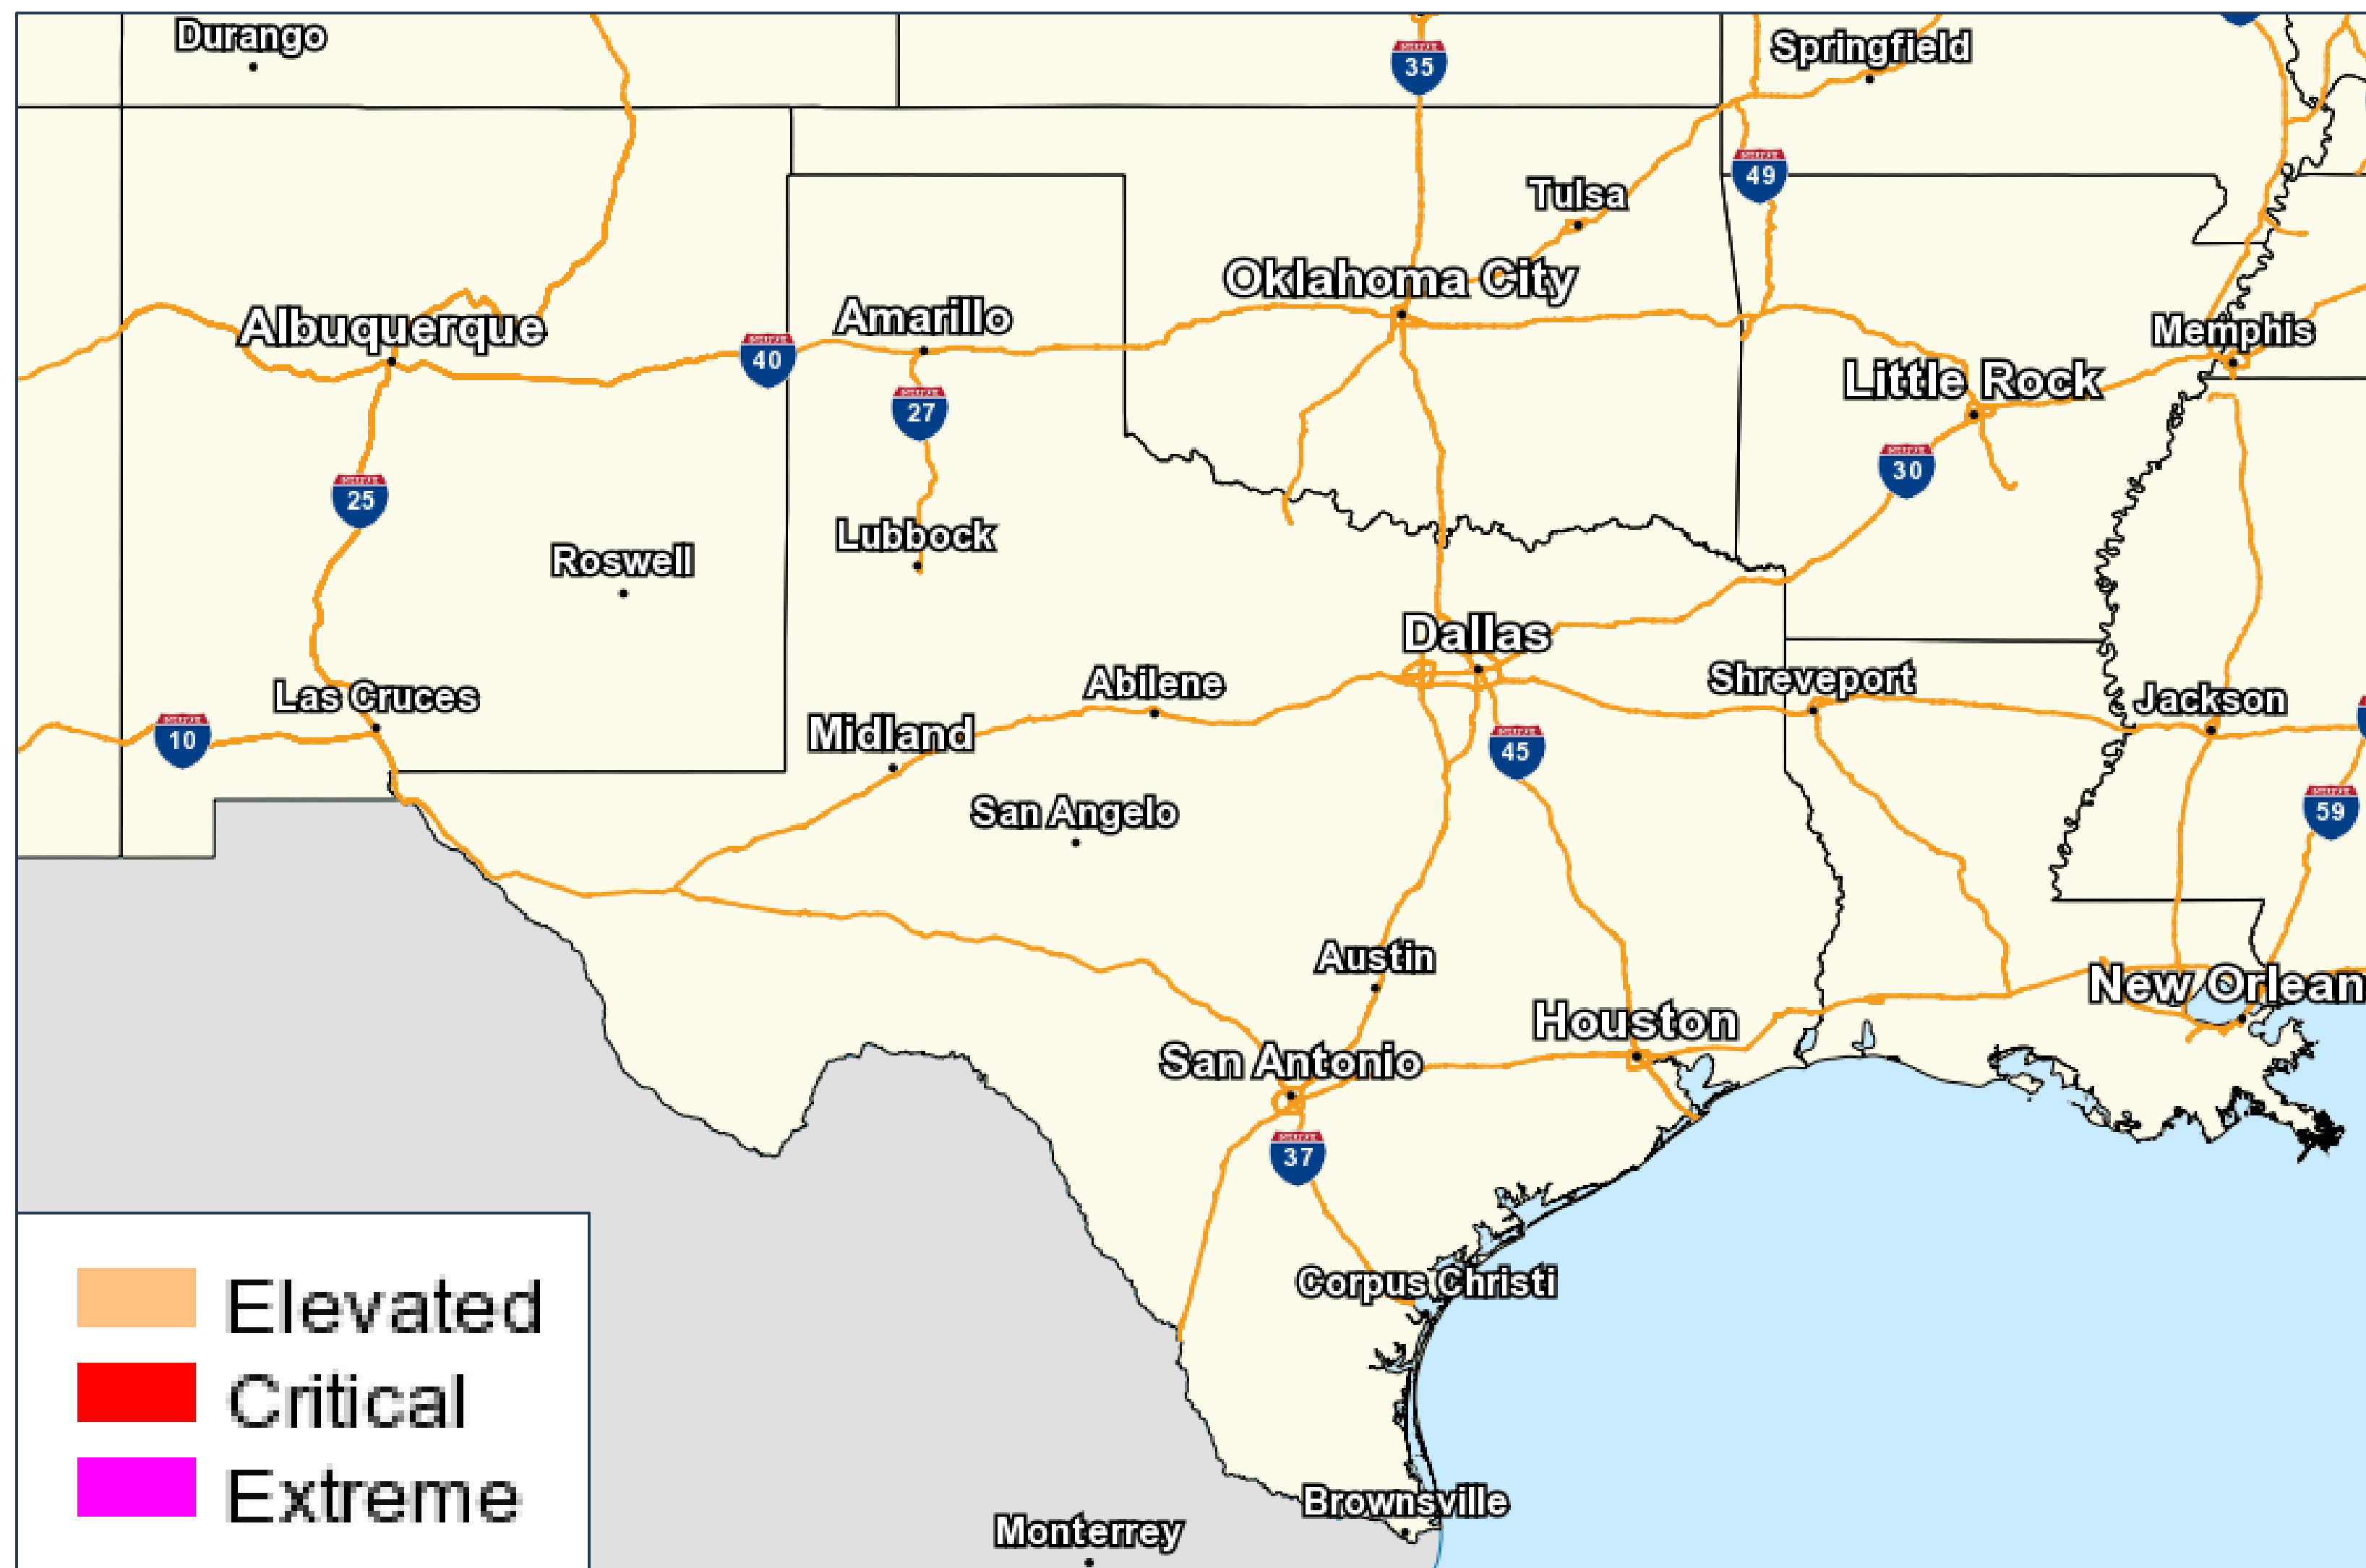 Durango
35
Springfield
49
Tulsa
Oklahoma City
Albuquerque
Amarillo
40
Memphis
Little Rock
27
30
25
Lubbock
Roswell
Dallas
Las Cruces
Abilene
Shreveport
Jackson
10
Midland
45
San Angelo
59
Austin
New Orlean
Houston
San Antonio
37
Corpus Christi
Elevated
Critical
Extreme
Brownsville
Monterrey